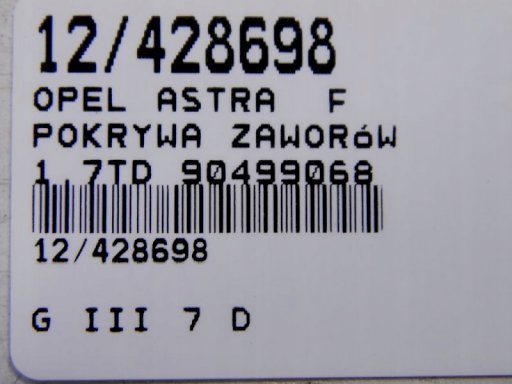 12/428698
OPEL ASTRA F
POKRYWA ZAWORóW
1.7TD 90499068
12/428698
G III 7 D